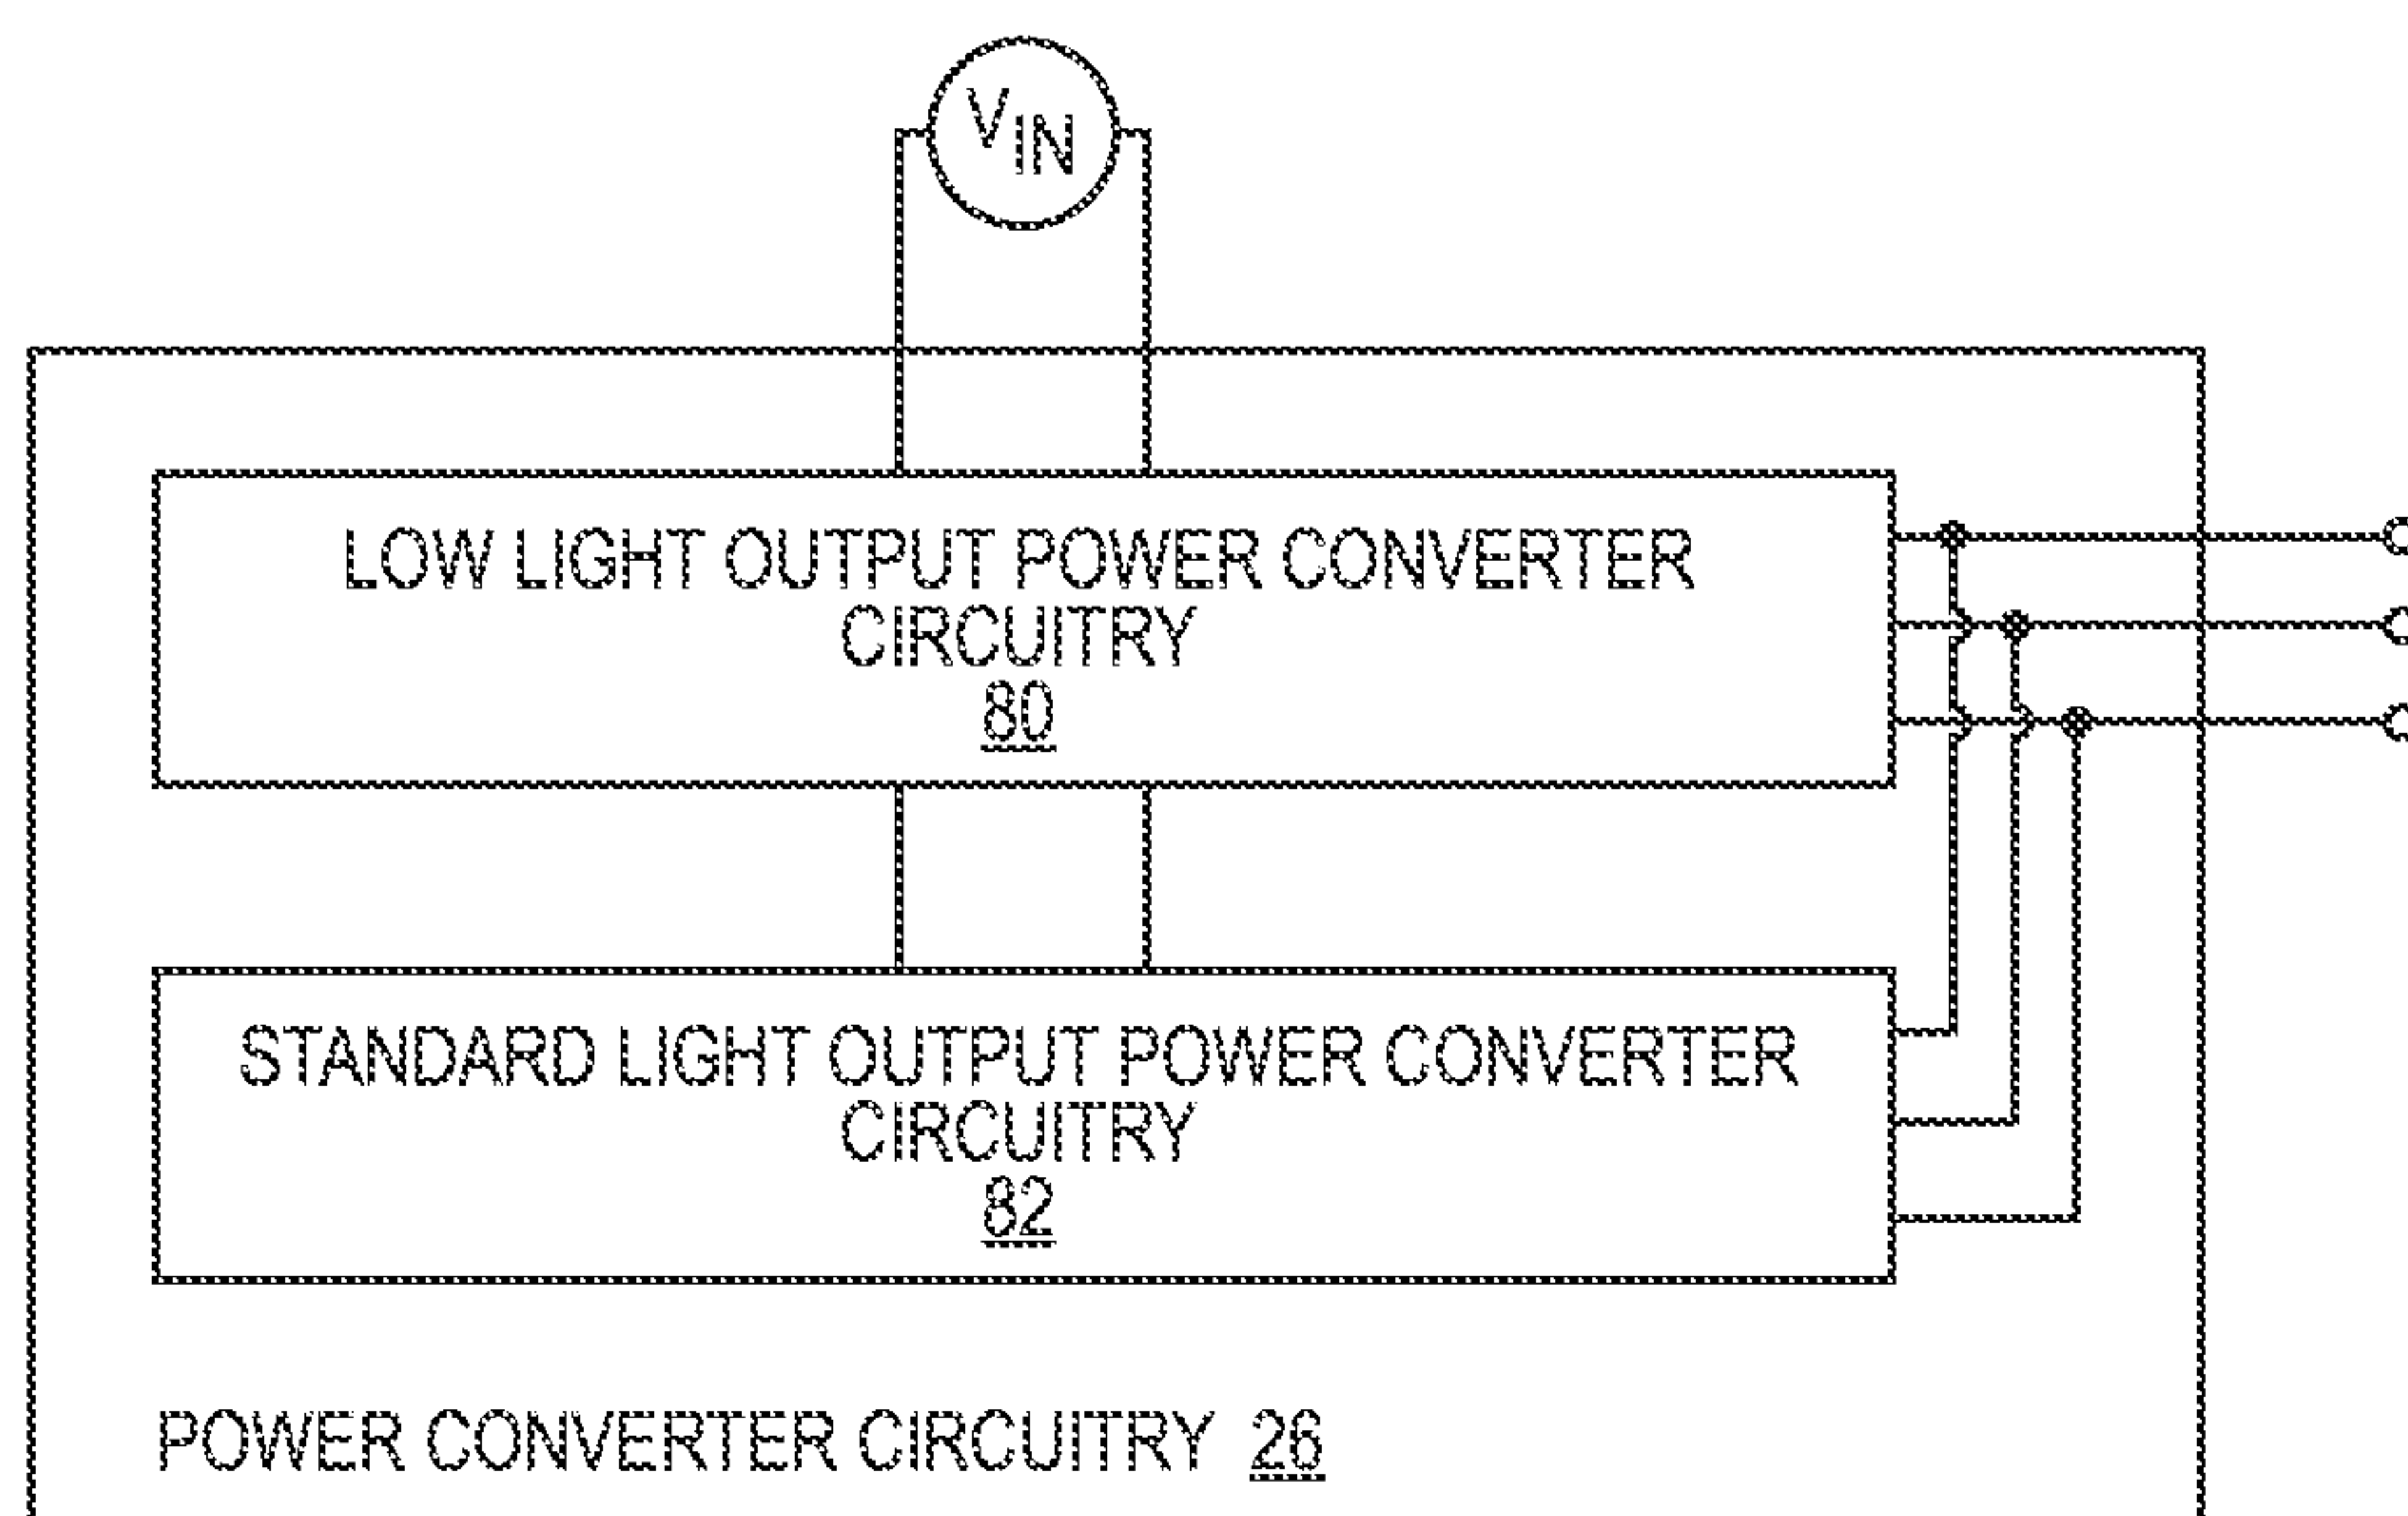 VIN
LOW LIGHT OUTPUT POWER CONVERTER
CIRCUITRY
80
STANDARD LIGHT OUTPUT POWER CONVERTER
CIRCUITRY
82
POWER CONVERTER CIRCUITRY 26